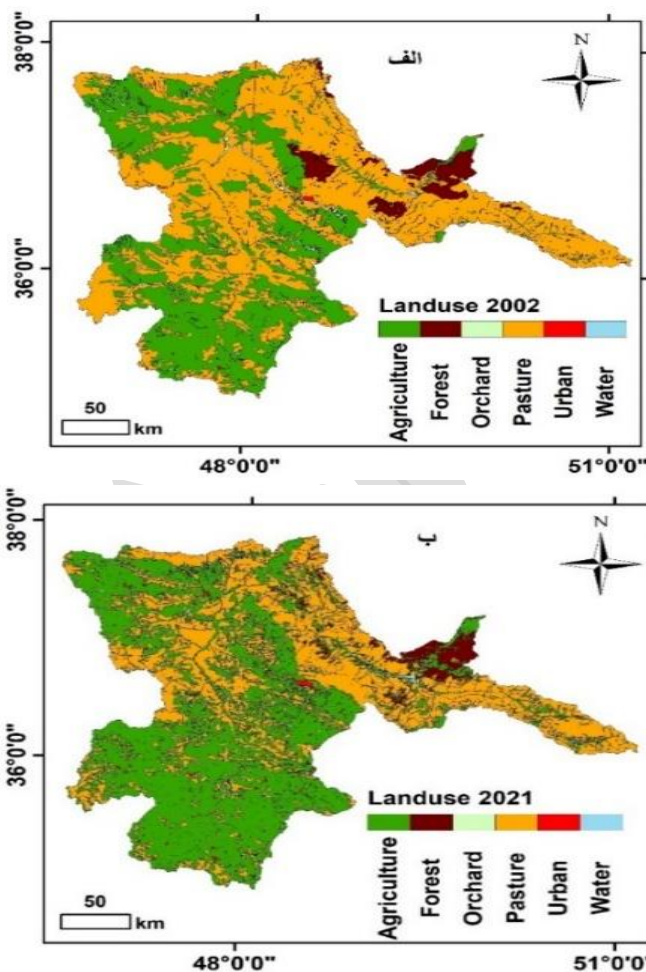 38°0'0"
الف
N
36°0'0"
Landuse 2002
Agriculture
Forest
Orchard
Pasture
Urban
Water
50
km
48°0'0"
51°0'0"
38°0'0"
ب
N
36°0'0"
Landuse 2021
Agriculture
Forest
Orchard
Pasture
Urban
Water
50
km
48°0'0"
51°0'0"